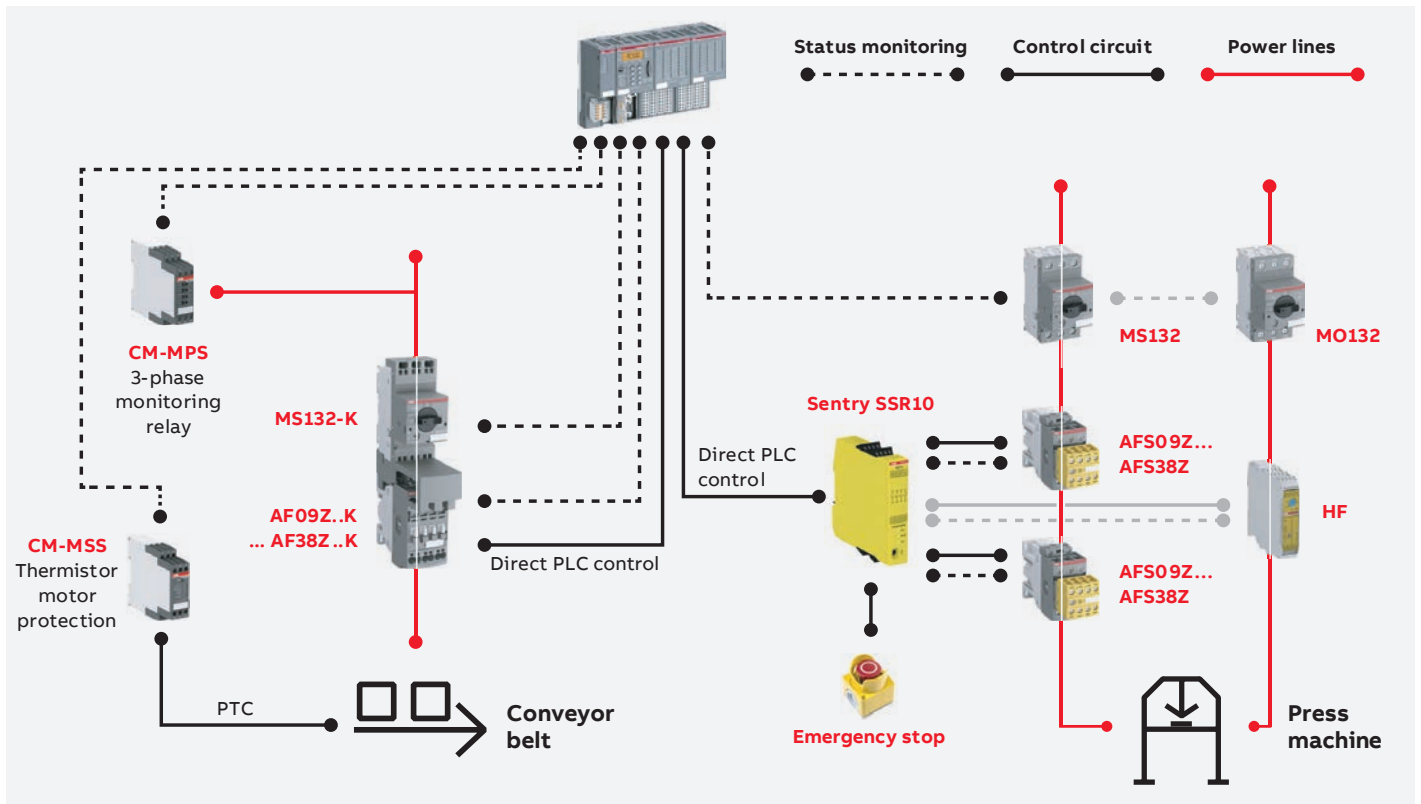 Status monitoring
Control circuit
Power lines
CM-MPS
3-phase
monitoring
relay
MS132-K
AF09Z..K
... AF38Z..K
Direct PLC control
CM-MSS
Thermistor
motor
protection
PTC
Conveyor
belt
Direct PLC
control
Sentry SSR10
Emergency stop
MS132
MO132
AFS09Z...
AFS38Z
HF
AFS09Z...
AFS38Z
Press
machine